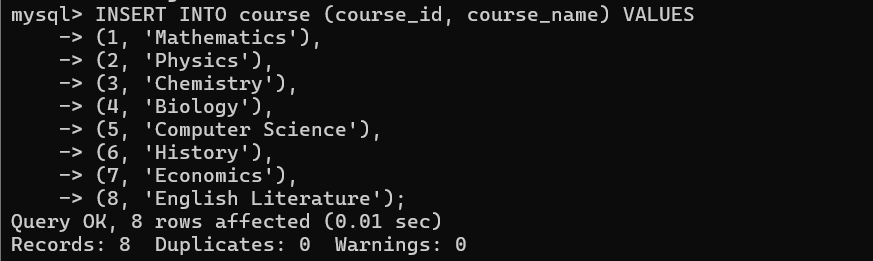 mysql> INSERT INTO course (course_id, course_name) VALUES
    -> (1, 'Mathematics'),
    -> (2, 'Physics'),
    -> (3, 'Chemistry'),
    -> (4, 'Biology'),
    -> (5, 'Computer Science'),
    -> (6, 'History'),
    -> (7, 'Economics'),
    -> (8, 'English Literature');
Query OK, 8 rows affected (0.01 sec)
Records: 8  Duplicates: 0  Warnings: 0